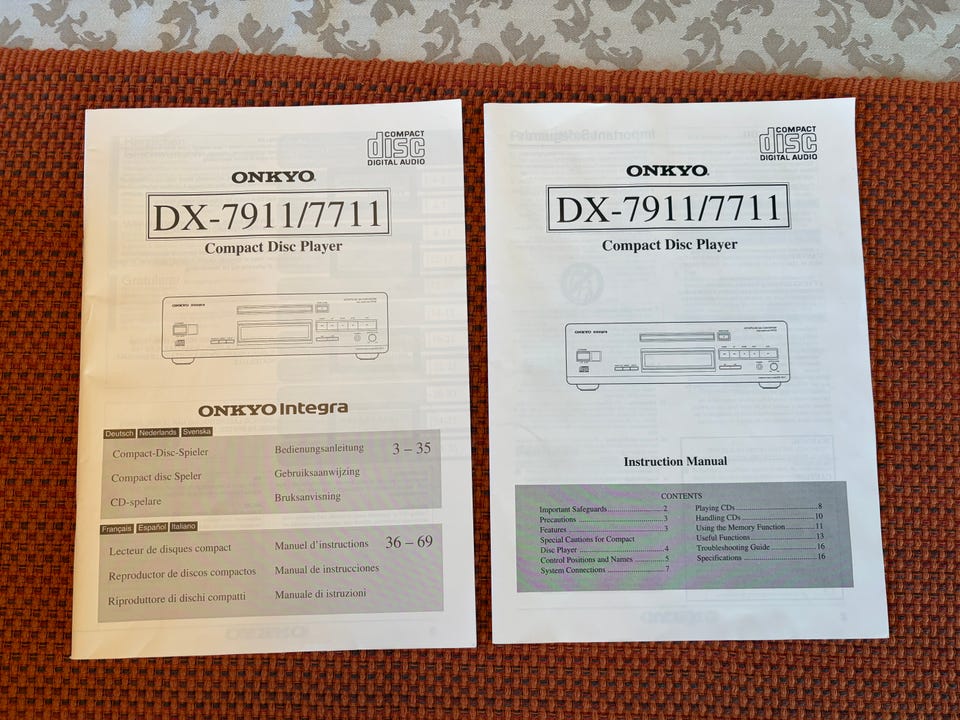 COMPACT
disc
DIGITAL AUDIO
ONKYO
DX-7911/7711
Compact Disc Player
ONKYO Integra
ONKYO Integra
Deutsch Nederlands Svenska
Compact-Disc-Spieler Bedienungsanleitung 3 – 35
Compact disc Speler Gebruiksaanwijzing
CD-spelare Bruksanvisning
Français Español Italiano
Lecteur de disques compact Manuel d'instructions 36 – 69
Reproductor de discos compactos Manual de instrucciones
Riproduttore di dischi compatti Manuale di istruzioni
COMPACT
disc
DIGITAL AUDIO
ONKYO
DX-7911/7711
Compact Disc Player
ONKYO Integra
Instruction Manual
CONTENTS
Important Safeguards 2
Precautions 3
Features 3
Special Cautions for Compact
Disc Player 4
Control Positions and Names 5
System Connections 7
Playing CDs 8
Handling CDs 10
Using the Memory Function 11
Useful Functions 13
Troubleshooting Guide 16
Specifications 16